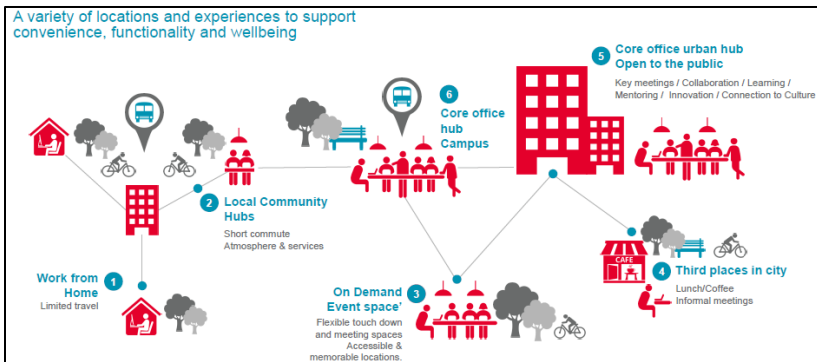 A variety of locations and experiences to support
convenience, functionality and wellbeing
5
Core office urban hub
Open to the public
Key meetings / Collaboration / Learning /
Mentoring / Innovation / Connection to Culture
6
Core office
hub
Campus
2
Local Community
Hubs
Short commute
Atmosphere & services
Work from
Home
1
Limited travel
On Demand
Event space'
3
Flexible touch down
and meeting spaces
Accessible &
memorable locations.
CAFE
4
Third places in city
Lunch/Coffee
Informal meetings